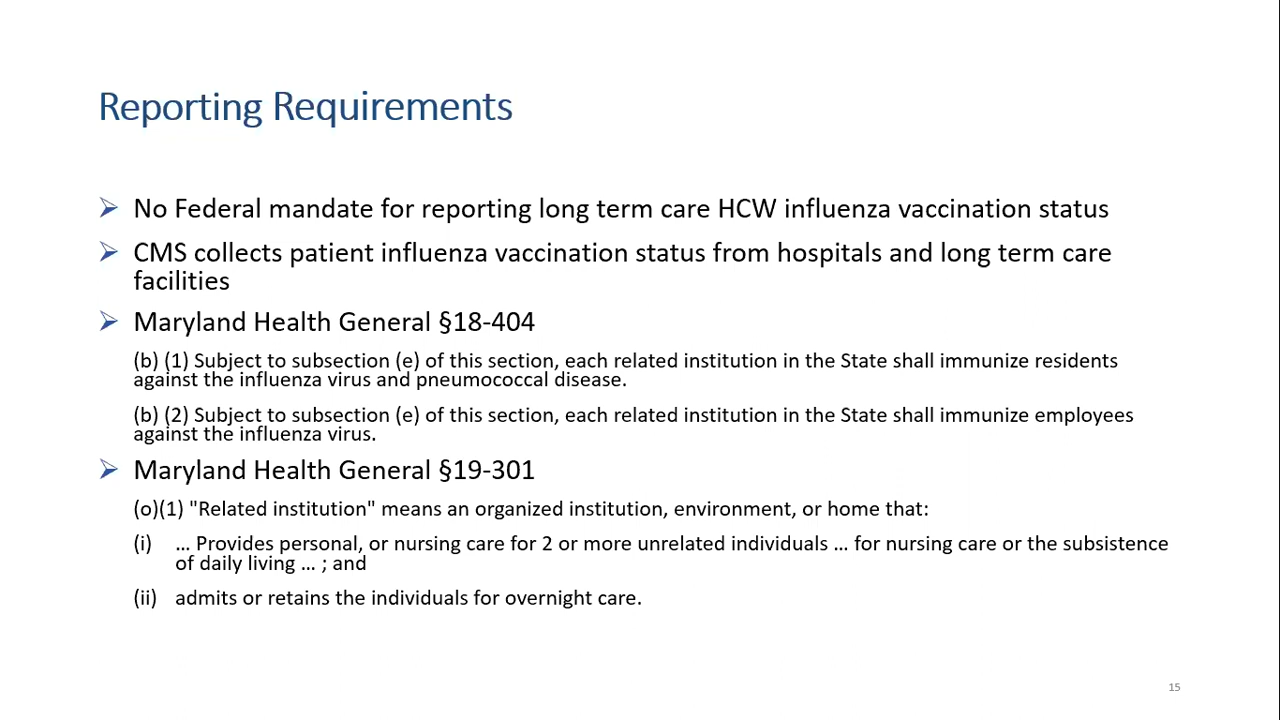 Reporting Requirements
➢ No Federal mandate for reporting long term care HCW influenza vaccination status
➢ CMS collects patient influenza vaccination status from hospitals and long term care
facilities
➢ Maryland Health General §18-404
(b) (1) Subject to subsection (e) of this section, each related institution in the State shall immunize residents
against the influenza virus and pneumococcal disease.
(b) (2) Subject to subsection (e) of this section, each related institution in the State shall immunize employees
against the influenza virus.
➢ Maryland Health General §19-301
(o)(1) "Related institution" means an organized institution, environment, or home that:
(i) … Provides personal, or nursing care for 2 or more unrelated individuals … for nursing care or the subsistence
of daily living … ; and
(ii) admits or retains the individuals for overnight care.
15